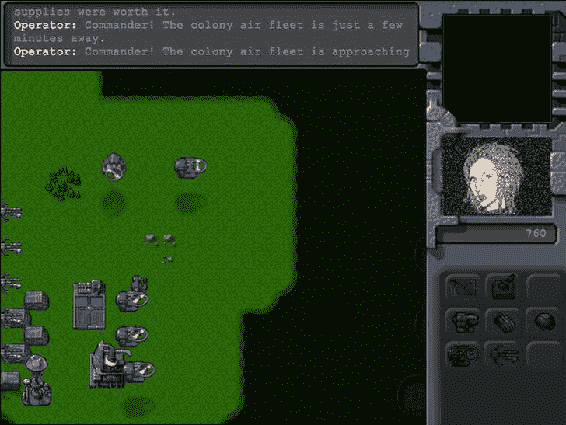 supplies were worth it.
Operator: Commander! The colony air fleet is just a few
minutes away.
Operator: Commander! The colony air fleet is approaching
760